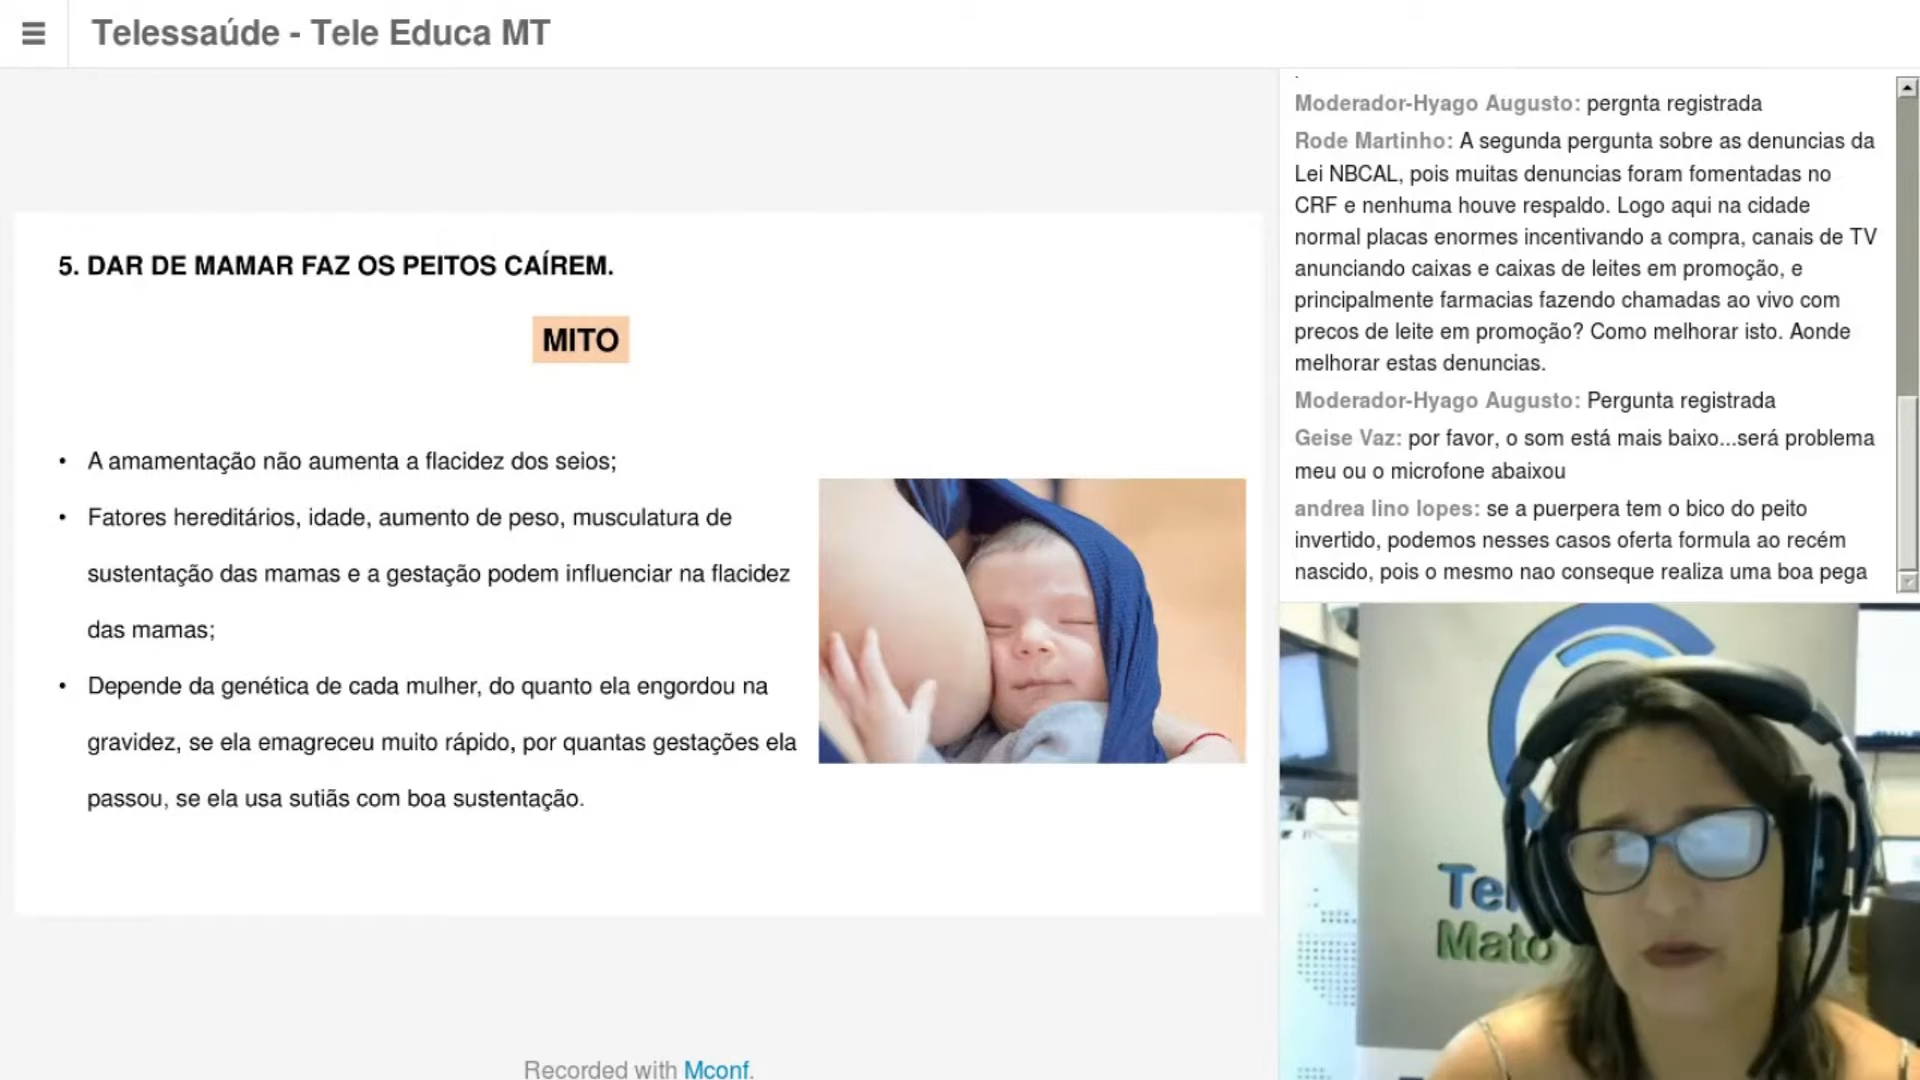 Telessaúde - Tele Educa MT
5. DAR DE MAMAR FAZ OS PEITOS CAÍREM.
MITO
• A amamentação não aumenta a flacidez dos seios;
• Fatores hereditários, idade, aumento de peso, musculatura de
sustentação das mamas e a gestação podem influenciar na flacidez
das mamas;
• Depende da genética de cada mulher, do quanto ela engordou na
gravidez, se ela emagreceu muito rápido, por quantas gestações ela
passou, se ela usa sutiãs com boa sustentação.
Recorded with Mconf.
Moderador-Hyago Augusto: pergnta registrada
Rode Martinho: A segunda pergunta sobre as denuncias da
Lei NBCAL, pois muitas denuncias foram fomentadas no
CRF e nenhuma houve respaldo. Logo aqui na cidade
normal placas enormes incentivando a compra, canais de TV
anunciando caixas e caixas de leites em promoção, e
principalmente farmacias fazendo chamadas ao vivo com
precos de leite em promoção? Como melhorar isto. Aonde
melhorar estas denuncias.
Moderador-Hyago Augusto: Pergunta registrada
Geise Vaz: por favor, o som está mais baixo...será problema
meu ou o microfone abaixou
andrea lino lopes: se a puerpera tem o bico do peito
invertido, podemos nesses casos oferta formula ao recém
nascido, pois o mesmo nao conseque realiza uma boa pega
Mato